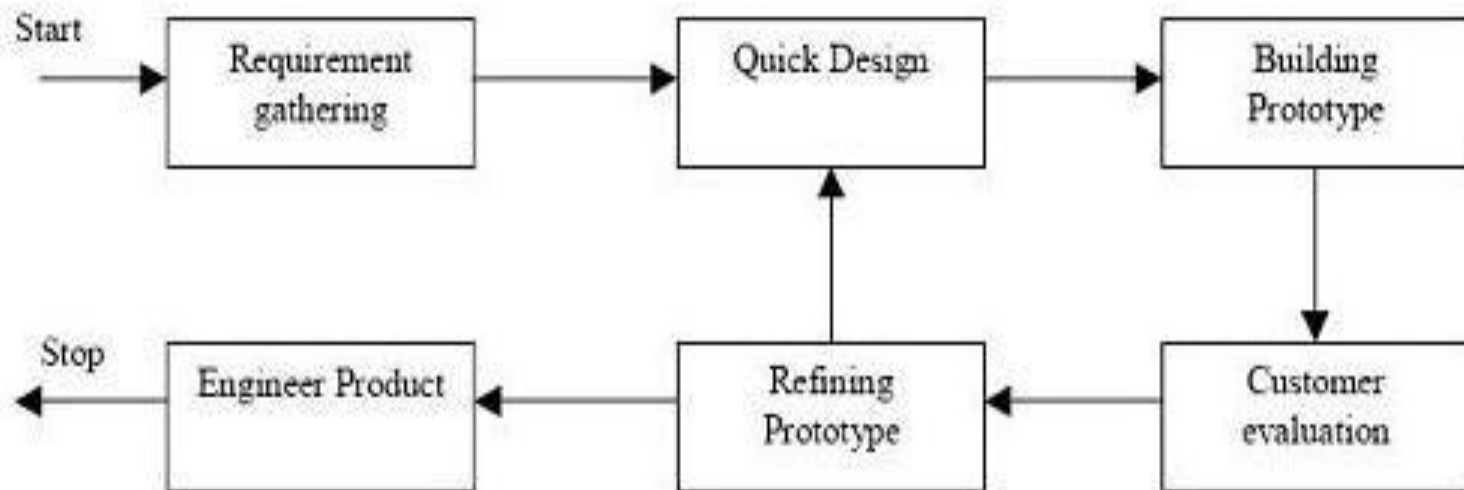 Start
Requirement
gathering
Quick Design
Building
Prototype
Stop
Engineer Product
Refining
Prototype
Customer
evaluation